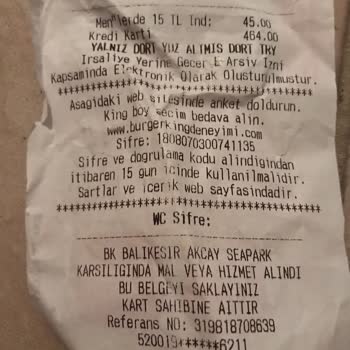 Menülerde 15 TL Ind: 45.00
Kredi Karti 464.00
YALNIZ DORT YUZ ALTMIS DORT TRY
Irsaliye Yerine Gecer E-Arsiv Izni
Kapsaminda Elektronik Olarak Olusturulmustur.
******************************************
Asagidaki web sitesinde anket doldurun.
King boy secim bedava alin.
www.burgerkingdeneyimi.com
Sifre: 180807030074 1135
Sifre ve dogrulama kodu alindigindan
itibaren 15 gun icinde Kullanilmalidir.
Sartlar ve icerik web sayfasindadir.
******************************************
WC Sifre:
BK BALIKESIR AKCAY SEAPARK
KARSILIGINDA MAL VEYA HIZMET ALINDI
BU BELGEYI SAKLAYINIZ
KART SAHIBINE AITTIR
Referans NO: 319818708639
520019*****6211